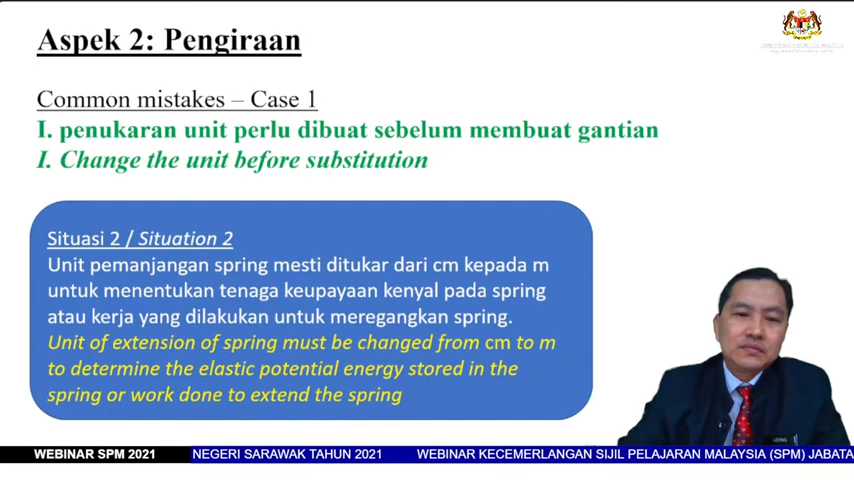 Aspek 2: Pengiraan
Common mistakes – Case 1
I. penukaran unit perlu dibuat sebelum membuat gantian
I. Change the unit before substitution
Situasi 2 / Situation 2
Unit pemanjangan spring mesti ditukar dari cm kepada m
untuk menentukan tenaga keupayaan kenyal pada spring
atau kerja yang dilakukan untuk meregangkan spring.
Unit of extension of spring must be changed from cm to m
to determine the elastic potential energy stored in the
spring or work done to extend the spring
WEBINAR SPM 2021 NEGERI SARAWAK TAHUN 2021 WEBINAR KECEMERLANGAN SIJIL PELAJARAN MALAYSIA (SPM) JABATA